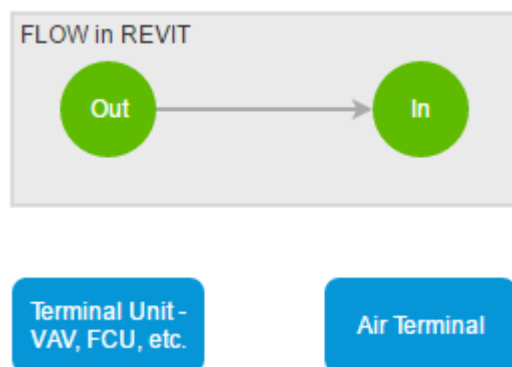 FLOW in REVIT
Out
In
Terminal Unit -
VAV, FCU, etc.
Air Terminal